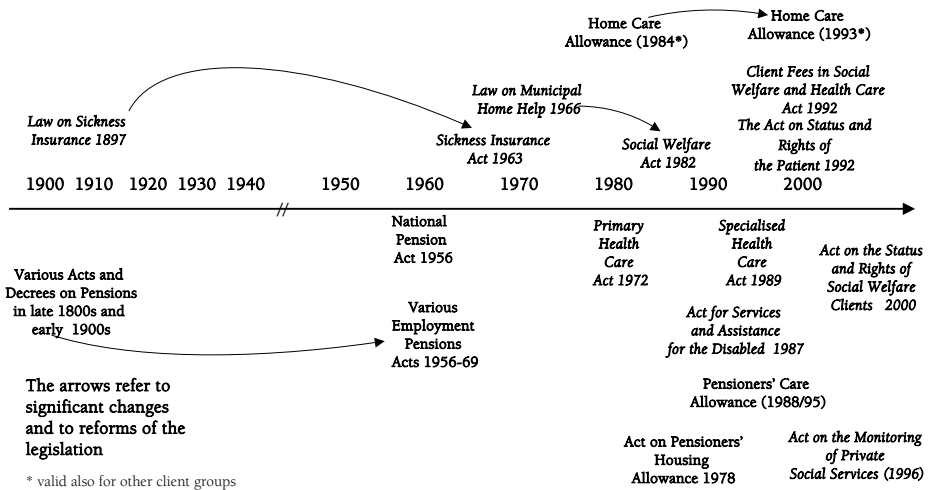 Home Care
Allowance (1984*)
Home Care
Allowance (1993*)
Client Fees in Social
Welfare and Health Care
Act 1992
The Act on Status and
Rights of
the Patient 1992
Law on Sickness
Insurance 1897
Law on Municipal
Home Help 1966
Sickness Insurance
Act 1963
Social Welfare
Act 1982
1900 1910 1920 1930 1940 1950 1960 1970 1980 1990 2000
National
Pension
Act 1956
Primary
Health
Care
Act 1972
Specialised
Health
Care
Act 1989
Act on the Status
and Rights of
Social Welfare
Clients 2000
Various Acts and
Decrees on Pensions
in late 1800s and
early 1900s
Various
Employment
Pensions
Acts 1956-69
Act for Services
and Assistance
for the Disabled 1987
Pensioners' Care
Allowance (1988/95)
The arrows refer to
significant changes
and to reforms of the
legislation
Act on Pensioners'
Housing
Allowance 1978
Act on the Monitoring
of Private
Social Services (1996)
* valid also for other client groups